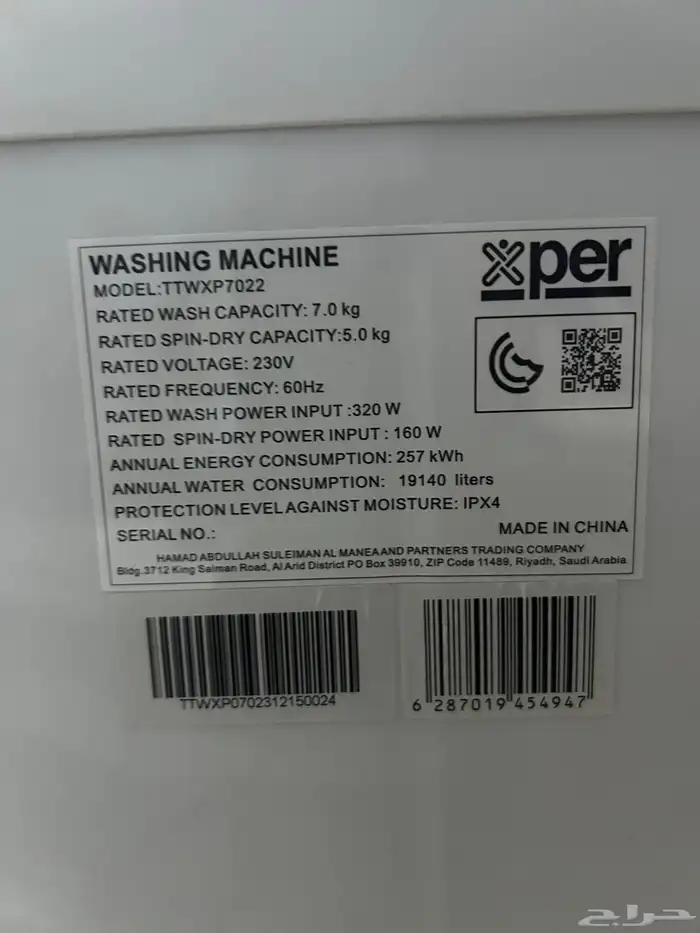 WASHING MACHINE
xper
MODEL:TTWXP7022
RATED WASH CAPACITY: 7.0 kg
RATED SPIN-DRY CAPACITY:5.0 kg
RATED VOLTAGE: 230V
RATED FREQUENCY: 60Hz
RATED WASH POWER INPUT :320 W
RATED SPIN-DRY POWER INPUT : 160 W
ANNUAL ENERGY CONSUMPTION: 257 kWh
ANNUAL WATER CONSUMPTION: 19140 liters
PROTECTION LEVEL AGAINST MOISTURE: IPX4
SERIAL NO.:
MADE IN CHINA
HAMAD ABDULLAH SULEIMAN AL MANEAAND PARTNERS TRADING COMPANY
Bldg.3712 King Salman Road, Al Arid District PO Box 39910, ZIP Code 11489, Riyadh, Saudi Arabia
TTWXP0702312150024
6 287019 454947
حراج